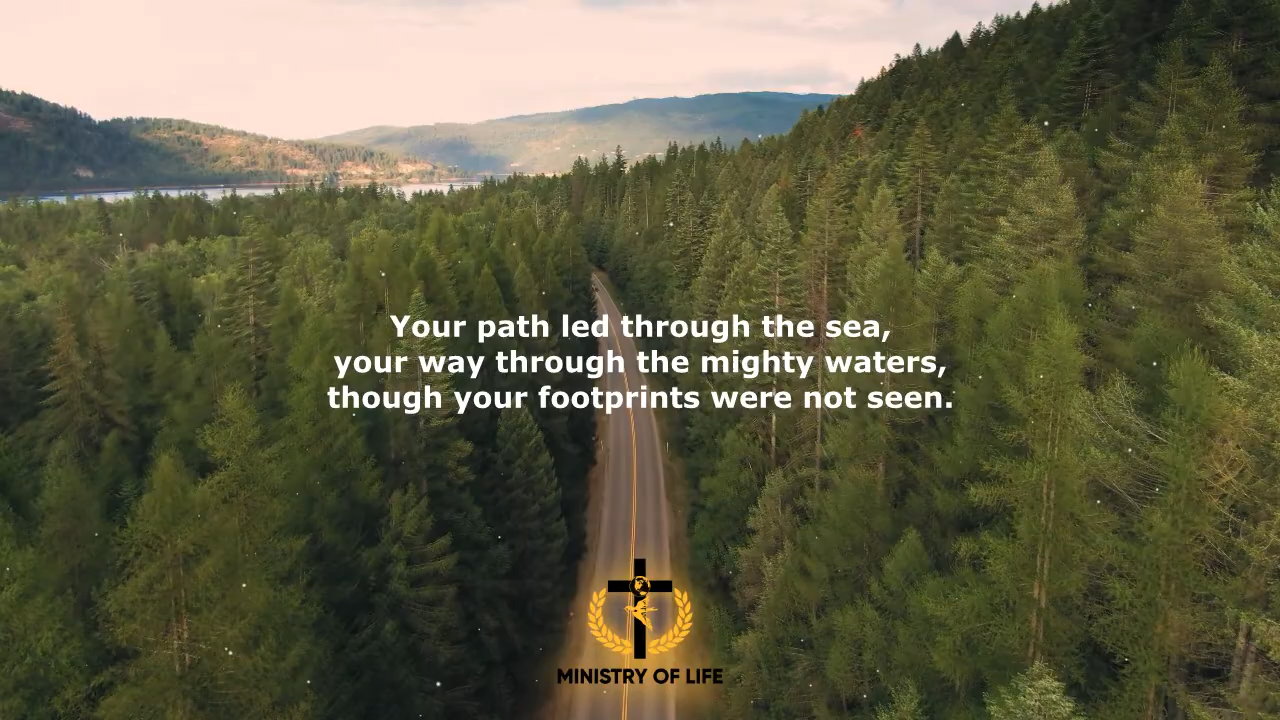 Your path led through the sea,
your way through the mighty waters,
though your footprints were not seen.
MINISTRY OF LIFE